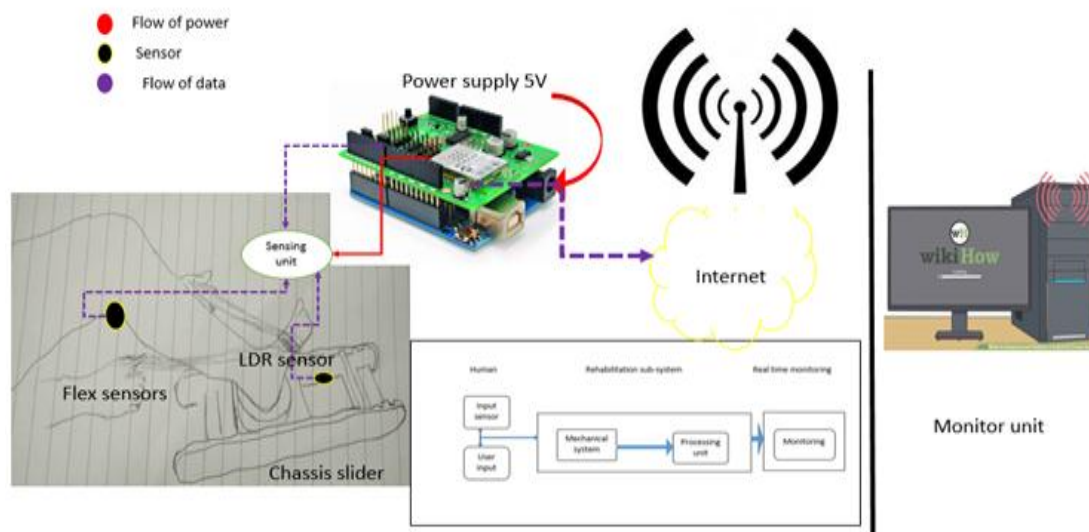 Flow of power
Sensor
Flow of data
Power supply 5V
Sensing
unit
Flex sensors
LDR sensor
Chassis slider
Internet
Human
Rehabilitation sub-system
Real time monitoring
Input
sensor
User
input
Mechanical
system
Processing
unit
Monitoring
wiki
wikiHow
Monitor unit